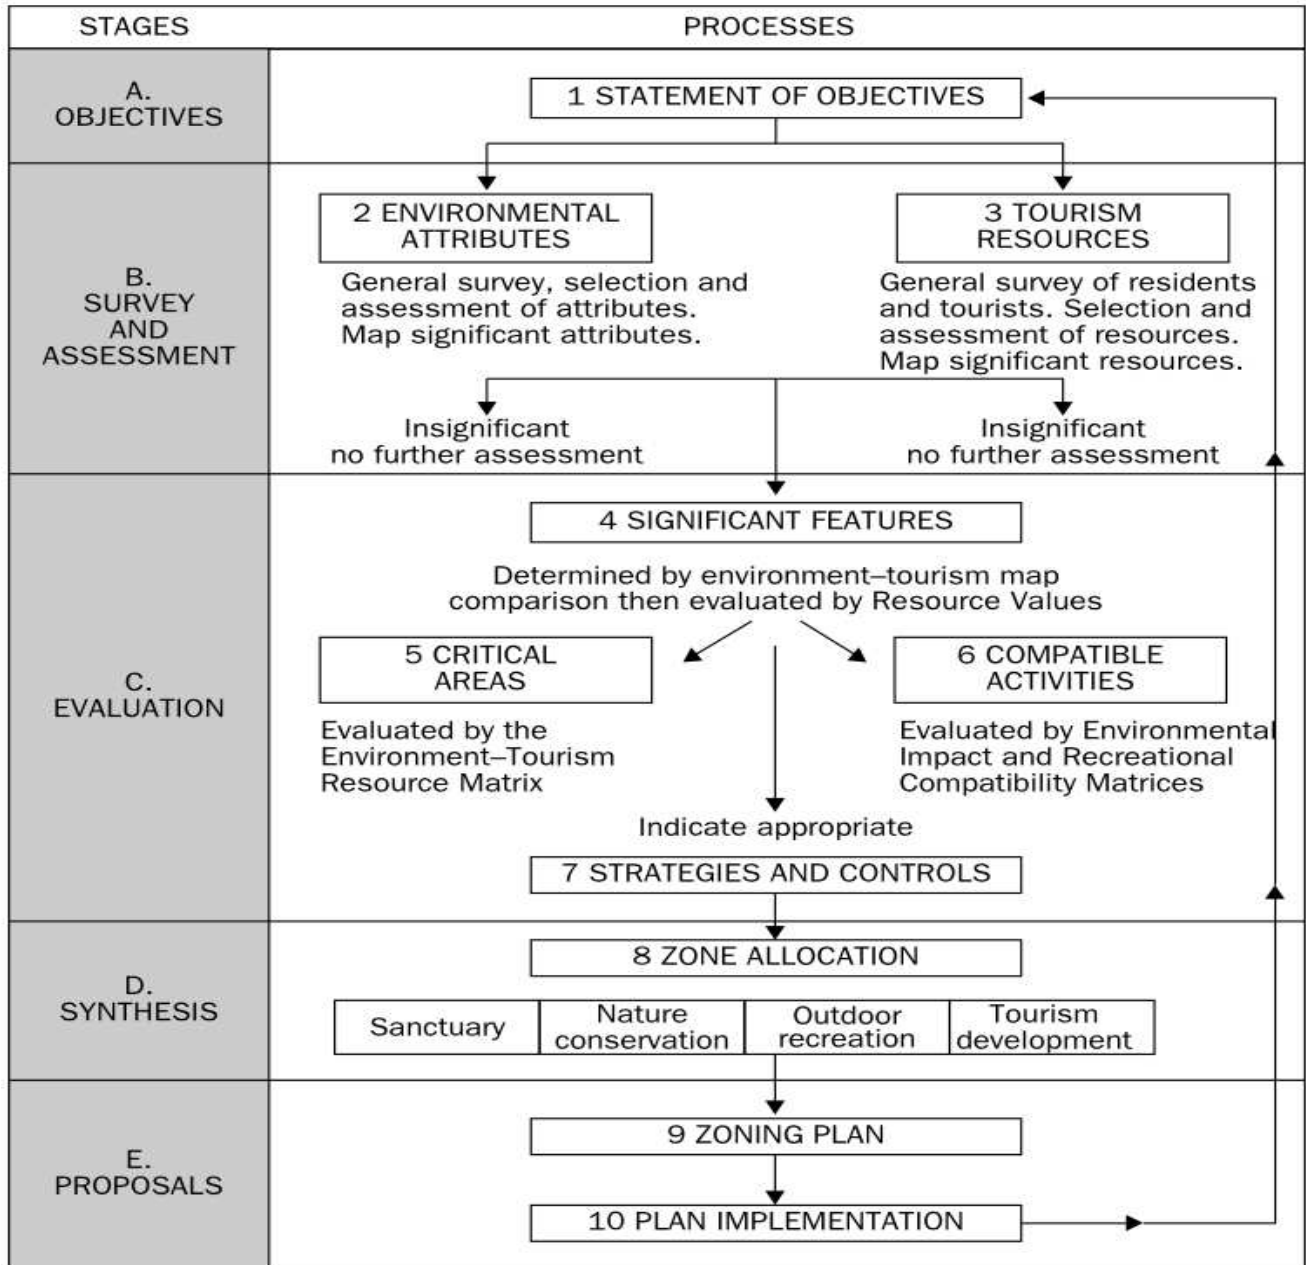 STAGES
PROCESSES
A.
OBJECTIVES
1 STATEMENT OF OBJECTIVES
B.
SURVEY
AND
ASSESSMENT
2 ENVIRONMENTAL
ATTRIBUTES
General survey, selection and
assessment of attributes.
Map significant attributes.
3 TOURISM
RESOURCES
General survey of residents
and tourists. Selection and
assessment of resources.
Map significant resources.
Insignificant
no further assessment
Insignificant
no further assessment
C.
EVALUATION
4 SIGNIFICANT FEATURES
Determined by environment–tourism map
comparison then evaluated by Resource Values
5 CRITICAL
AREAS
Evaluated by the
Environment–Tourism
Resource Matrix
6 COMPATIBLE
ACTIVITIES
Evaluated by Environmental
Impact and Recreational
Compatibility Matrices
Indicate appropriate
7 STRATEGIES AND CONTROLS
D.
SYNTHESIS
8 ZONE ALLOCATION
Sanctuary
Nature
conservation
Outdoor
recreation
Tourism
development
E.
PROPOSALS
9 ZONING PLAN
10 PLAN IMPLEMENTATION